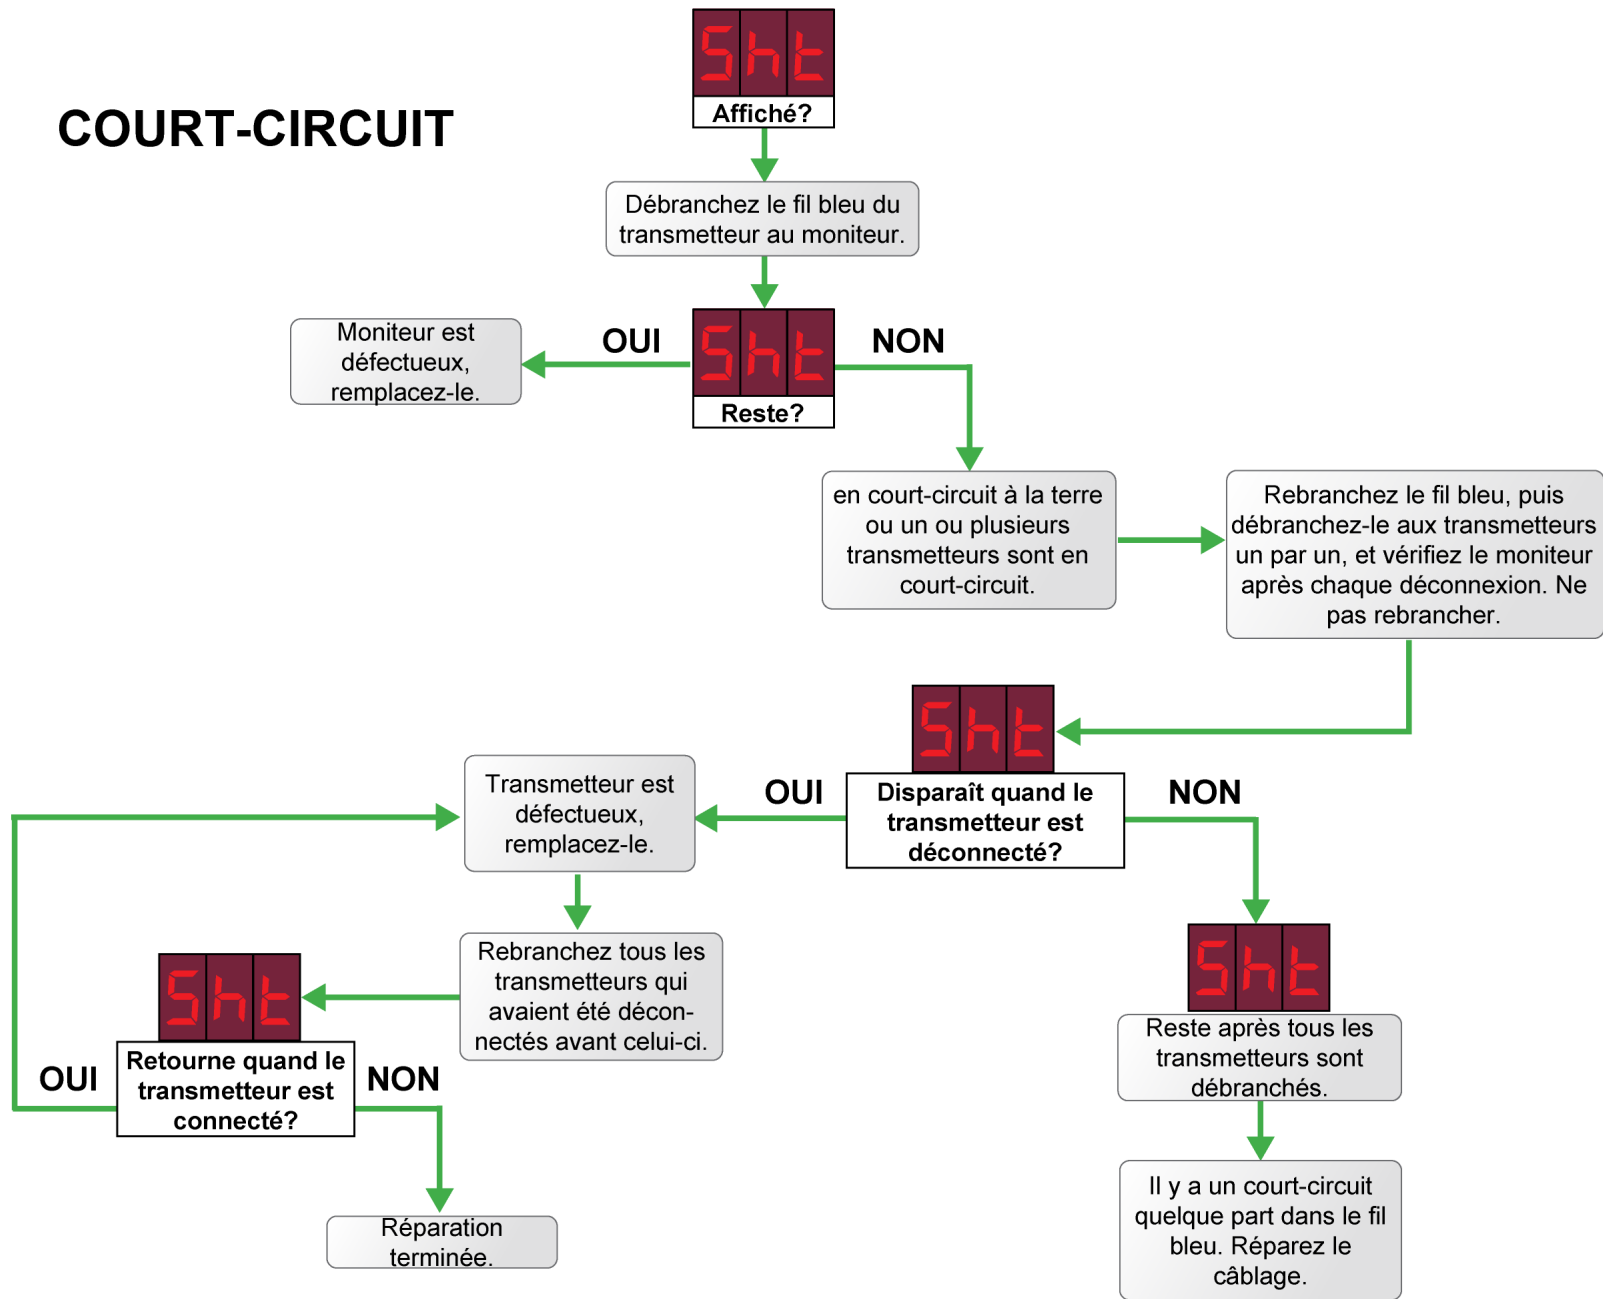 Sht
Affiché?
COURT-CIRCUIT
Débranchez le fil bleu du
transmetteur au moniteur.
OUI
Sht
NON
Reste?
Moniteur est
défectueux,
remplacez-le.
en court-circuit à la terre
ou un ou plusieurs
transmetteurs sont en
court-circuit.
Rebranchez le fil bleu, puis
débranchez-le aux transmetteurs
un par un, et vérifiez le moniteur
après chaque déconnexion. Ne
pas rebrancher.
Sht
Disparaît quand le
transmetteur est
déconnecté?
OUI
NON
Transmetteur est
défectueux,
remplacez-le.
Rebranchez tous les
transmetteurs qui
avaient été décon-
nectés avant celui-ci.
Sht
Retourne quand le
transmetteur est
connecté?
OUI
NON
Réparation
terminée.
Sht
Reste après tous les
transmetteurs sont
débranchés.
Il y a un court-circuit
quelque part dans le fil
bleu. Réparez le
câblage.